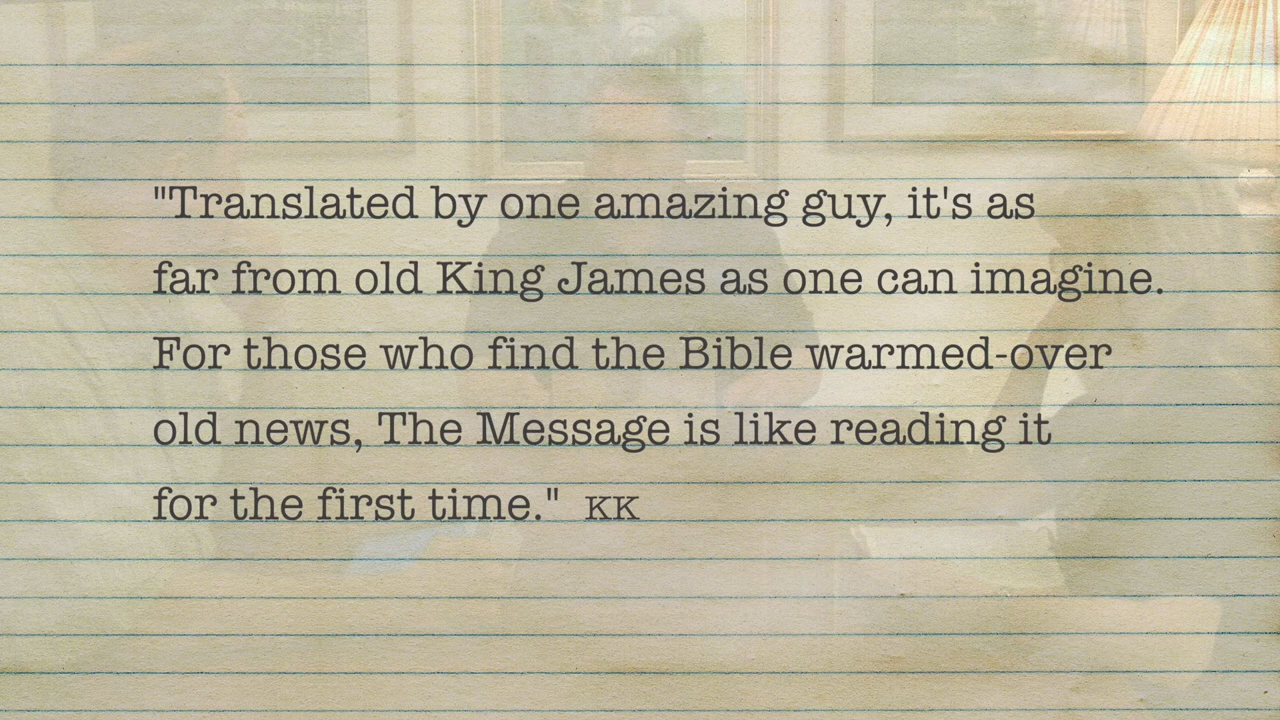 "Translated by one amazing guy, it's as
far from old King James as one can imagine.
For those who find the Bible warmed-over
old news, The Message is like reading it
for the first time." KK